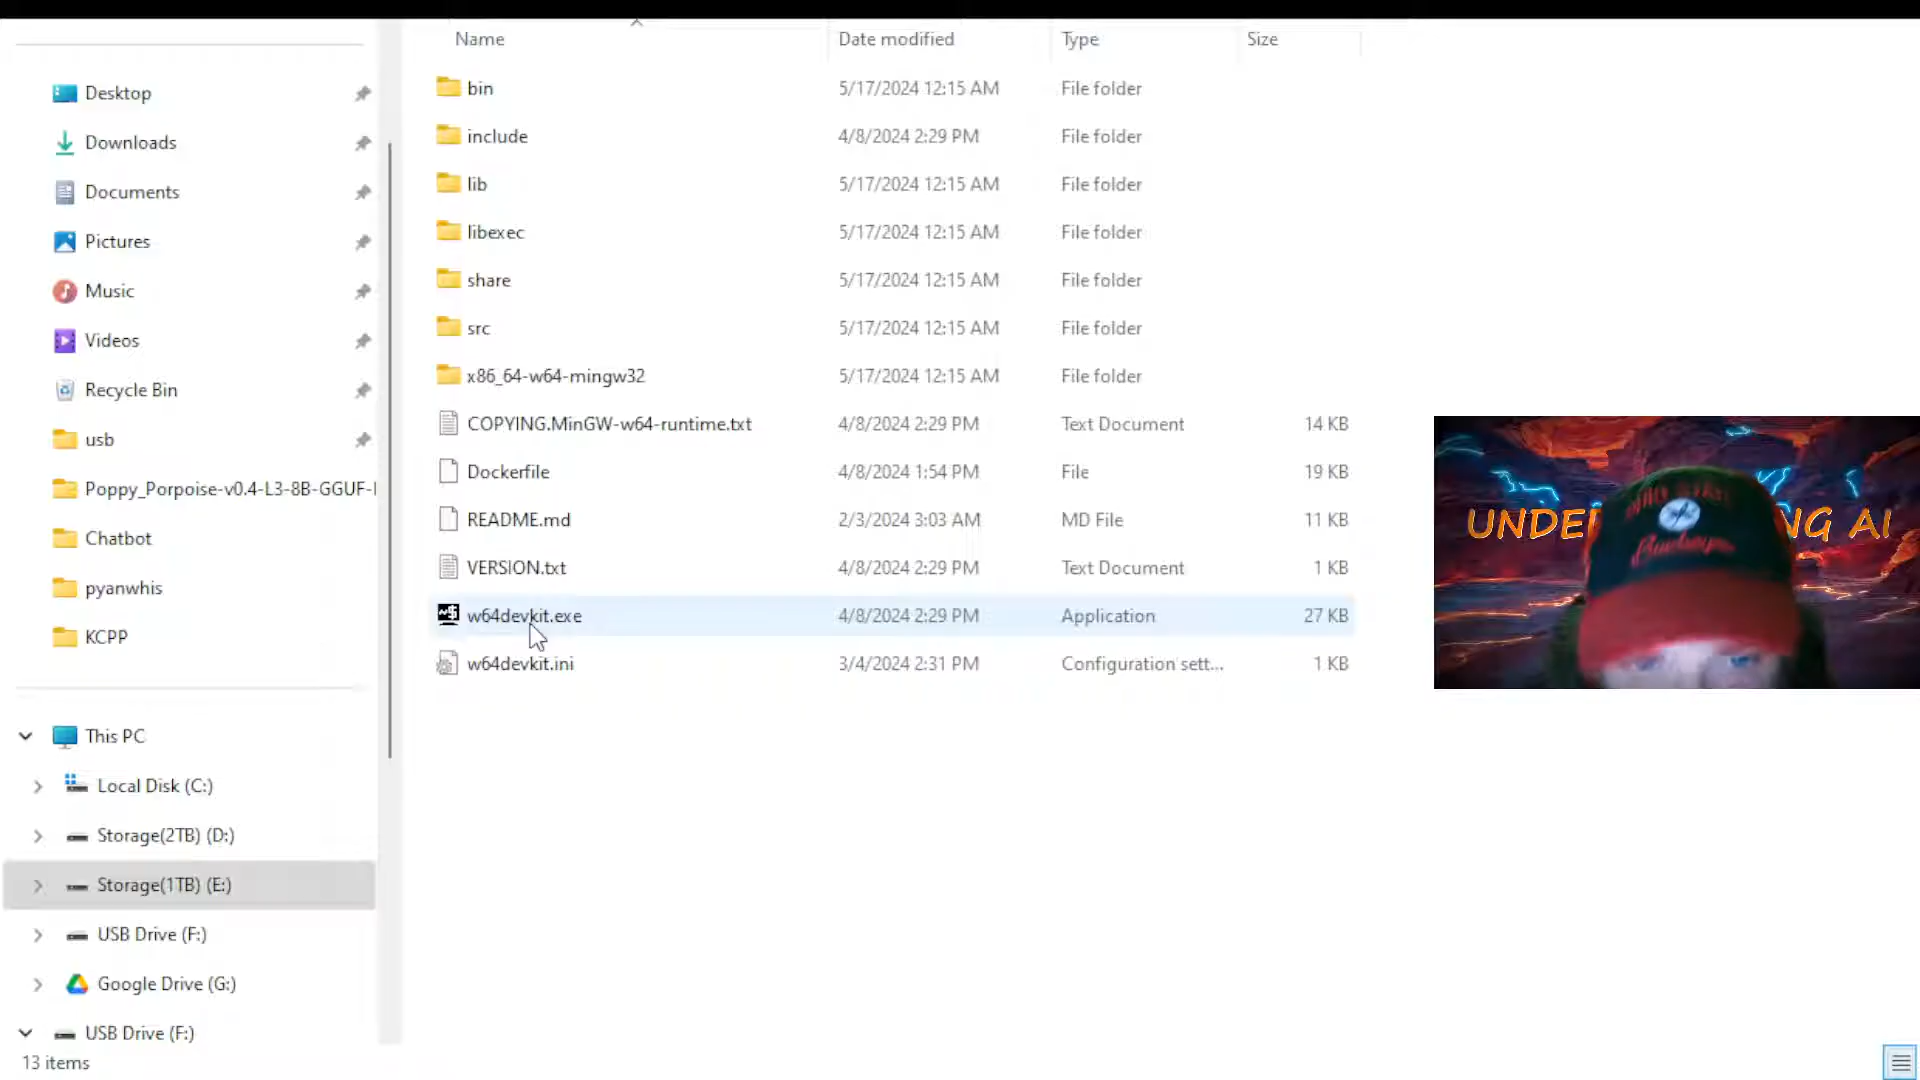 Name Date modified Type Size
Desktop
Downloads
Documents
Pictures
Music
Videos
Recycle Bin
usb
Poppy_Porpoise-v0.4-L3-8B-GGUF-I
Chatbot
pyanwhis
KCPP
This PC
Local Disk (C:)
Storage(2TB) (D:)
Storage(1TB) (E:)
USB Drive (F:)
Google Drive (G:)
USB Drive (F:)
13 items
bin 5/17/2024 12:15 AM File folder
include 4/8/2024 2:29 PM File folder
lib 5/17/2024 12:15 AM File folder
libexec 5/17/2024 12:15 AM File folder
share 5/17/2024 12:15 AM File folder
src 5/17/2024 12:15 AM File folder
x86_64-w64-mingw32 5/17/2024 12:15 AM File folder
COPYING.MinGW-w64-runtime.txt 4/8/2024 2:29 PM Text Document 14 KB
Dockerfile 4/8/2024 1:54 PM File 19 KB
README.md 2/3/2024 3:03 AM MD File 11 KB
VERSION.txt 4/8/2024 2:29 PM Text Document 1 KB
w64devkit.exe 4/8/2024 2:29 PM Application 27 KB
w64devkit.ini 3/4/2024 2:31 PM Configuration sett... 1 KB
UNDE NG AI